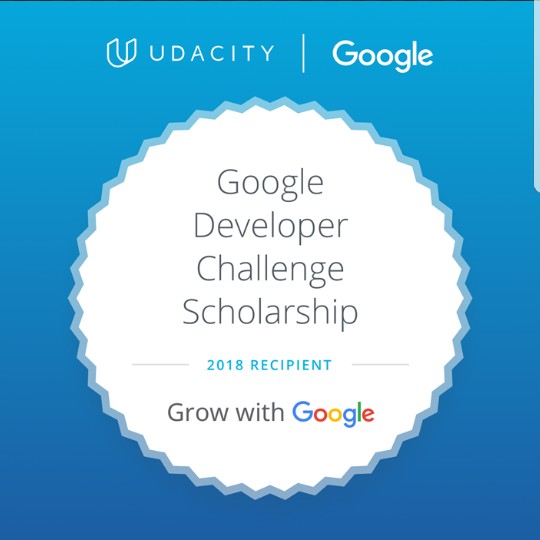 UDACITY | Google
Google
Developer
Challenge
Scholarship
2018 RECIPIENT
Grow with Google